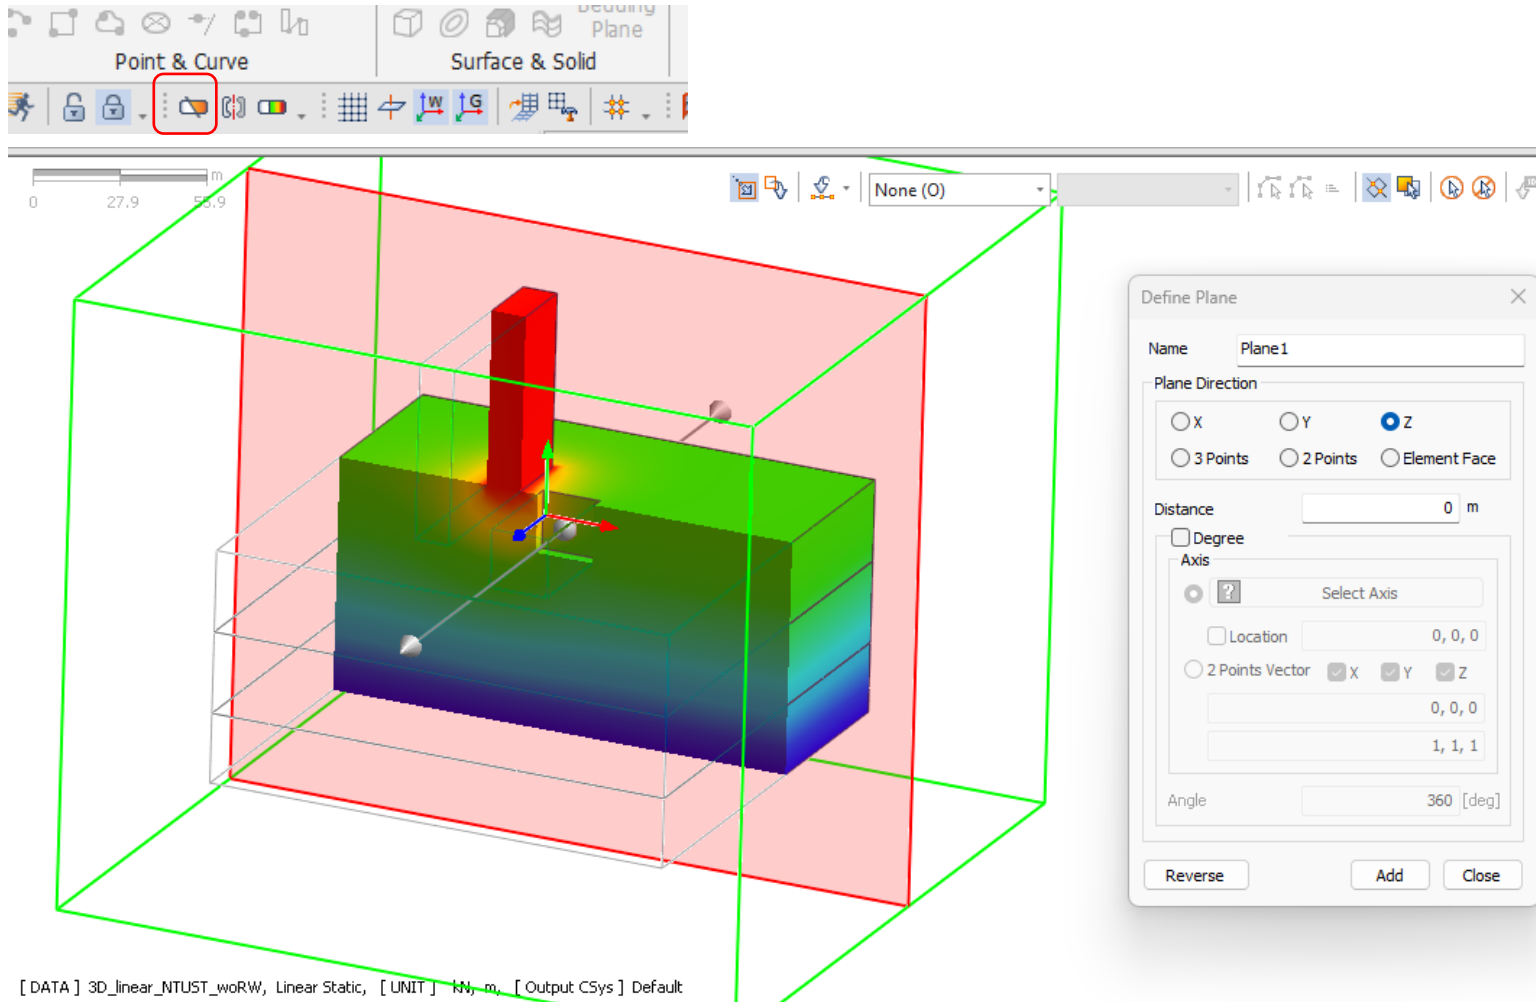 Bedding
Plane
Point & Curve
Surface & Solid
W
G
m
0
27.9
55.9
None (O)
Define Plane
Name
Plane1
Plane Direction
X
Y
Z
3 Points
2 Points
Element Face
Distance
0
m
Degree
Axis
?
Select Axis
Location
0, 0, 0
2 Points Vector
X
Y
Z
0, 0, 0
1, 1, 1
Angle
360
[deg]
Reverse
Add
Close
[ DATA ] 3D_linear_NTUST_woRW, Linear Static, [ UNIT ] kN, m, [ Output CSys ] Default